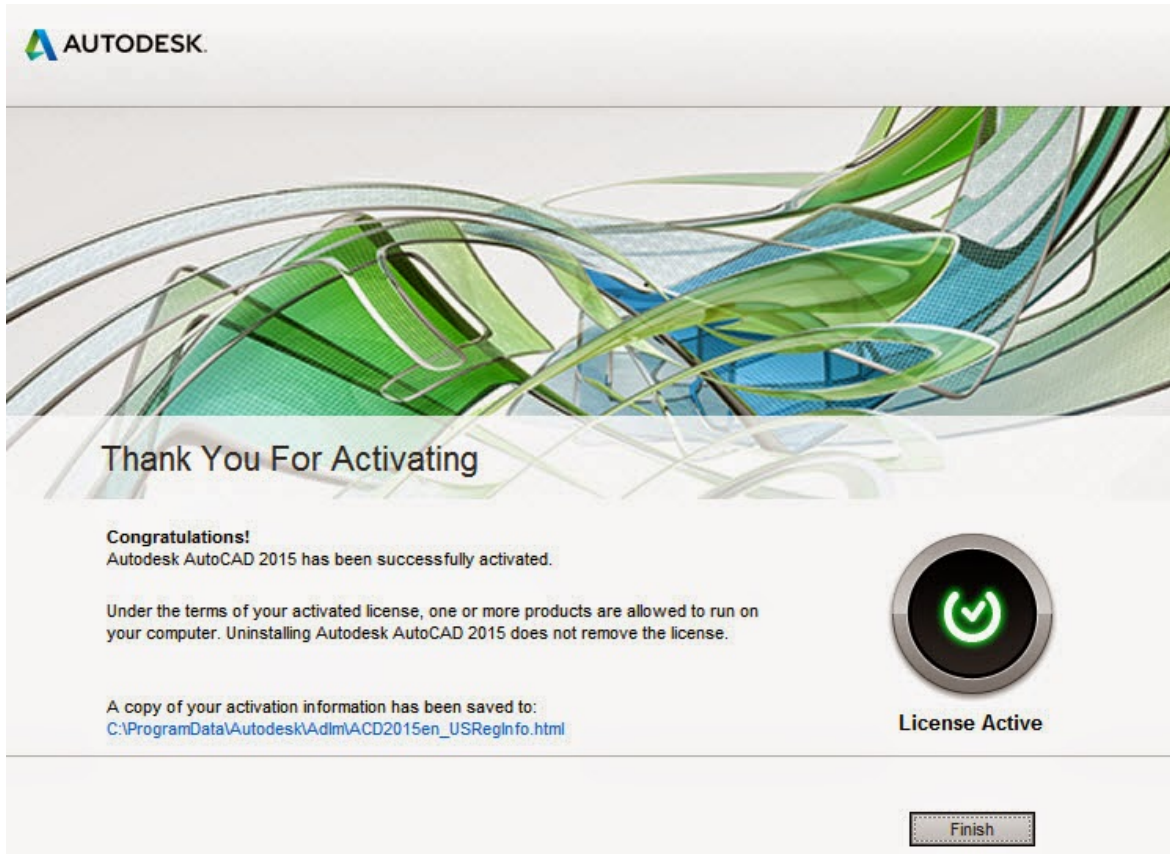 AUTODESK.
Thank You For Activating
Congratulations!
Autodesk AutoCAD 2015 has been successfully activated.
Under the terms of your activated license, one or more products are allowed to run on
your computer. Uninstalling Autodesk AutoCAD 2015 does not remove the license.
A copy of your activation information has been saved to:
C:\ProgramData\Autodesk\Adlm\ACD2015en_USRegInfo.html
License Active
Finish